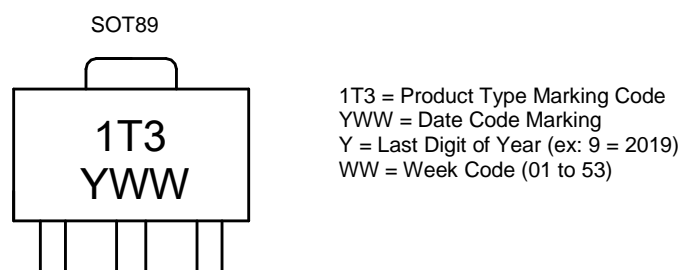 SOT89
1T3
YWW
1T3 = Product Type Marking Code
YWW = Date Code Marking
Y = Last Digit of Year (ex: 9 = 2019)
WW = Week Code (01 to 53)